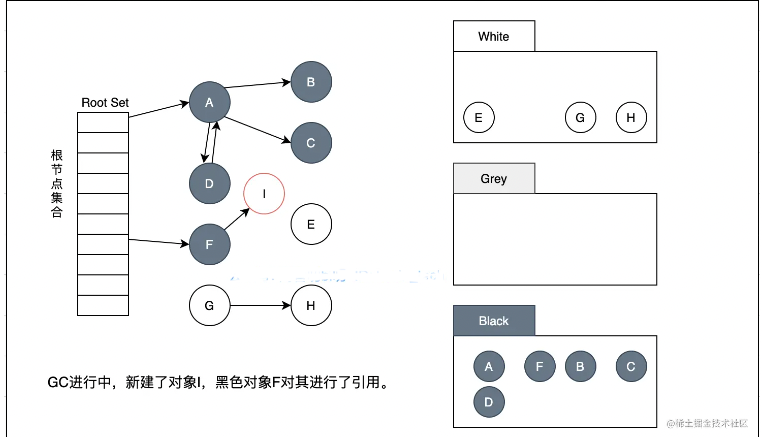 White
Root Set
根节点集合
A
B
C
D
I
F
E
G
H
E
G
H
Grey
Black
A
F
B
C
D
GC进行中，新建了对象I，黑色对象F对其进行了引用。
@稀土掘金技术社区